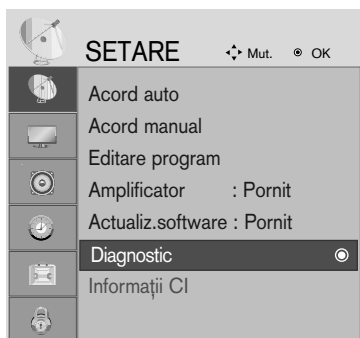 SETARE Mut. OK
Acord auto
Acord manual
Editare program
Amplificator : Pornit
Actualiz.software : Pornit
Diagnostic
Informații CI